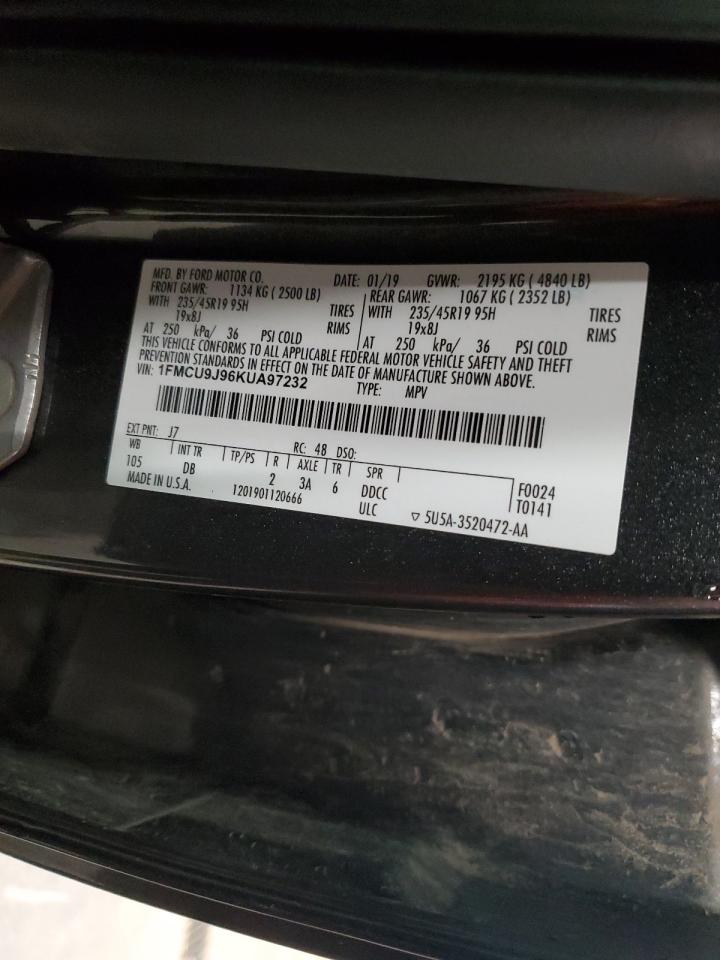 MFD. BY FORD MOTOR CO.
DATE: 01/19 GVWR: 2195 KG ( 4840 LB)
FRONT GAWR: 1134 KG ( 2500 LB)
WITH 235/45R19 95H TIRES
19x8J RIMS
AT 250 kPa/ 36 PSI COLD
REAR GAWR: 1067 KG ( 2352 LB)
WITH 235/45R19 95H TIRES
19x8J RIMS
AT 250 kPa/ 36 PSI COLD
THIS VEHICLE CONFORMS TO ALL APPLICABLE FEDERAL MOTOR VEHICLE SAFETY AND THEFT
PREVENTION STANDARDS IN EFFECT ON THE DATE OF MANUFACTURE SHOWN ABOVE.
VIN: 1FMCU9J96KUA97232 TYPE: MPV
EXT PNT: J7 RC: 48 DSO:
WB INT TR TP/PS R AXLE TR SPR
105 DB 2 3A 6 DDCC F0024
MADE IN U.S.A. 1201901120666 ULC T0141
▽ 5U5A-3520472-AA